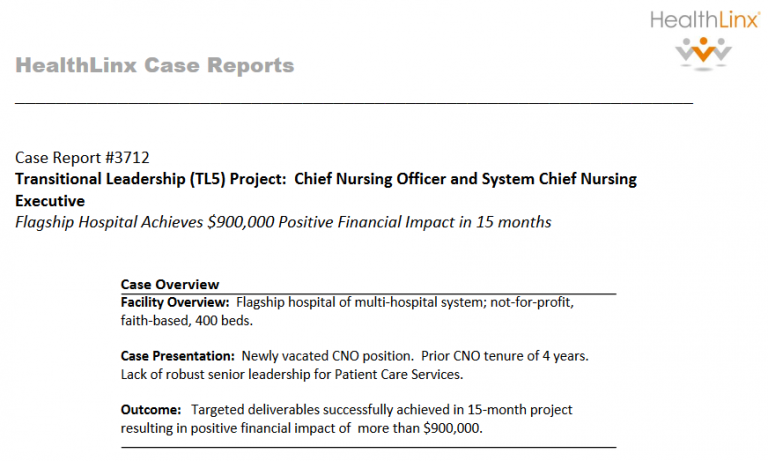 HealthLinx
HealthLinx Case Reports
Case Report #3712
Transitional Leadership (TL5) Project: Chief Nursing Officer and System Chief Nursing
Executive
Flagship Hospital Achieves $900,000 Positive Financial Impact in 15 months
Case Overview
Facility Overview: Flagship hospital of multi-hospital system; not-for-profit,
faith-based, 400 beds.
Case Presentation: Newly vacated CNO position. Prior CNO tenure of 4 years.
Lack of robust senior leadership for Patient Care Services.
Outcome: Targeted deliverables successfully achieved in 15-month project
resulting in positive financial impact of more than $900,000.